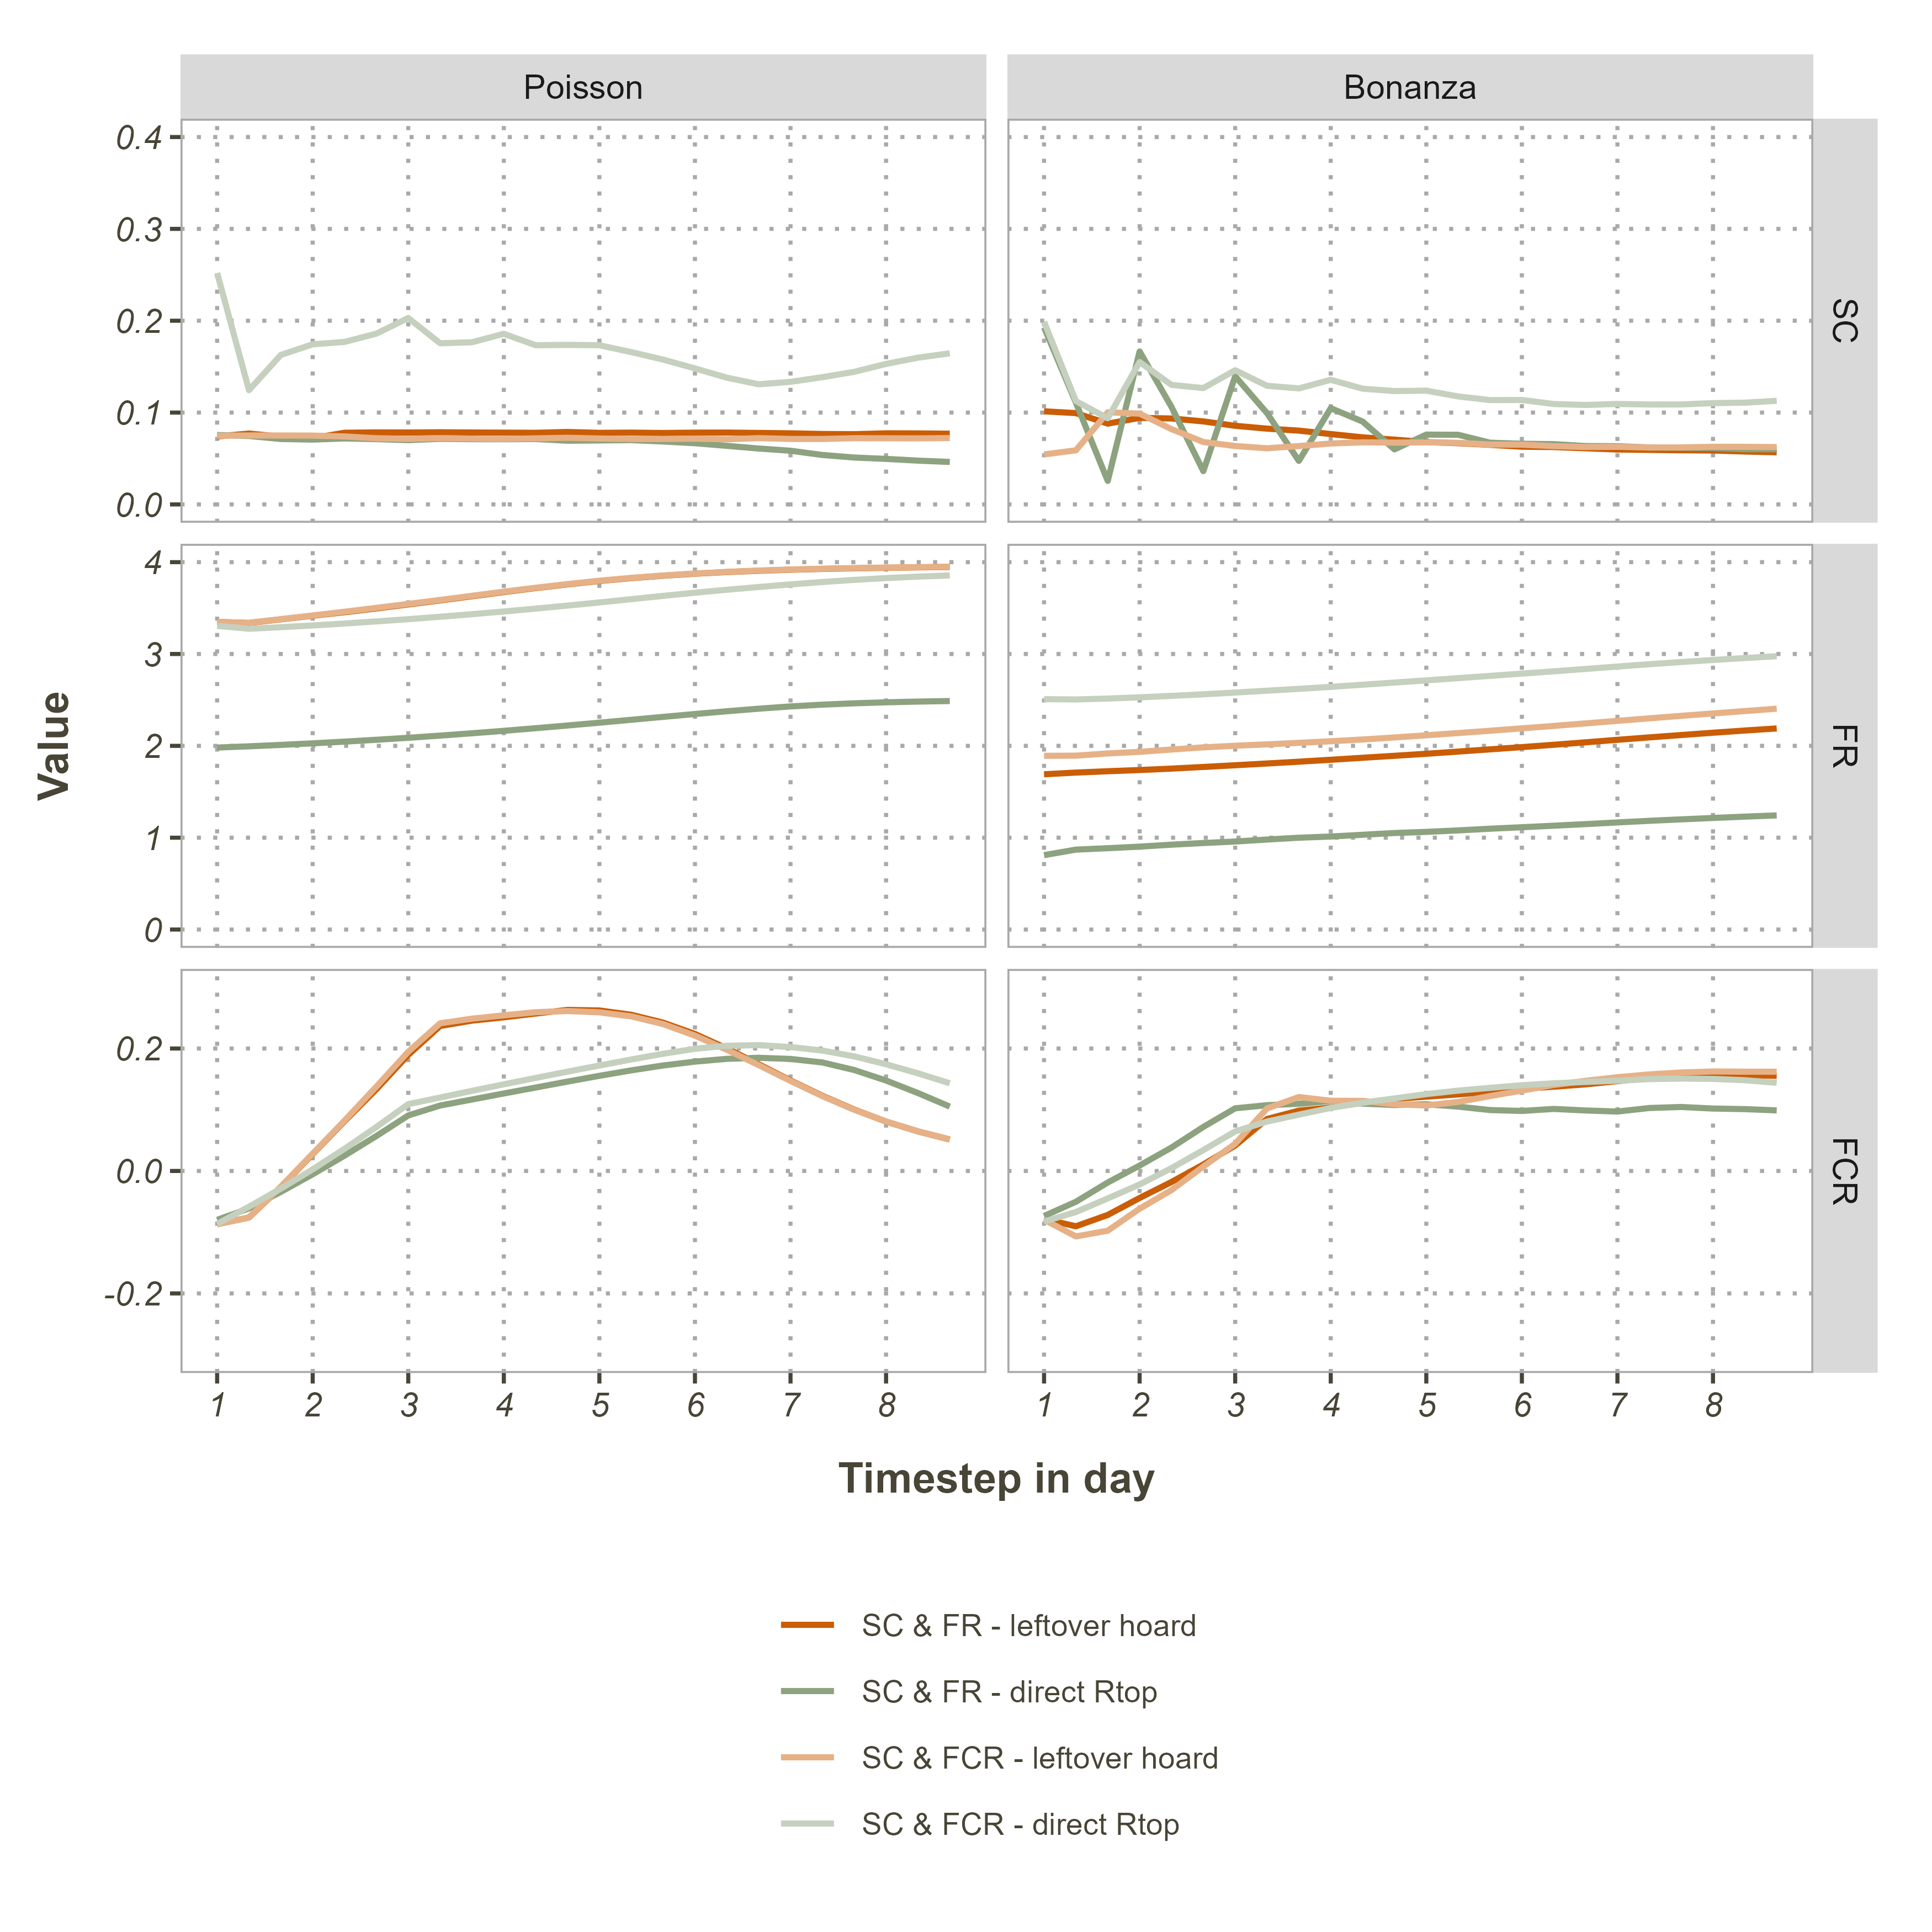 Poisson
Bonanza
0.4
0.3
0.2
0.1
0.0
SC
4
3
2
1
0
FR
0.2
0.0
-0.2
FCR
Value
1 2 3 4 5 6 7 8
1 2 3 4 5 6 7 8
Timestep in day
SC & FR - leftover hoard
SC & FR - direct Rtop
SC & FCR - leftover hoard
SC & FCR - direct Rtop